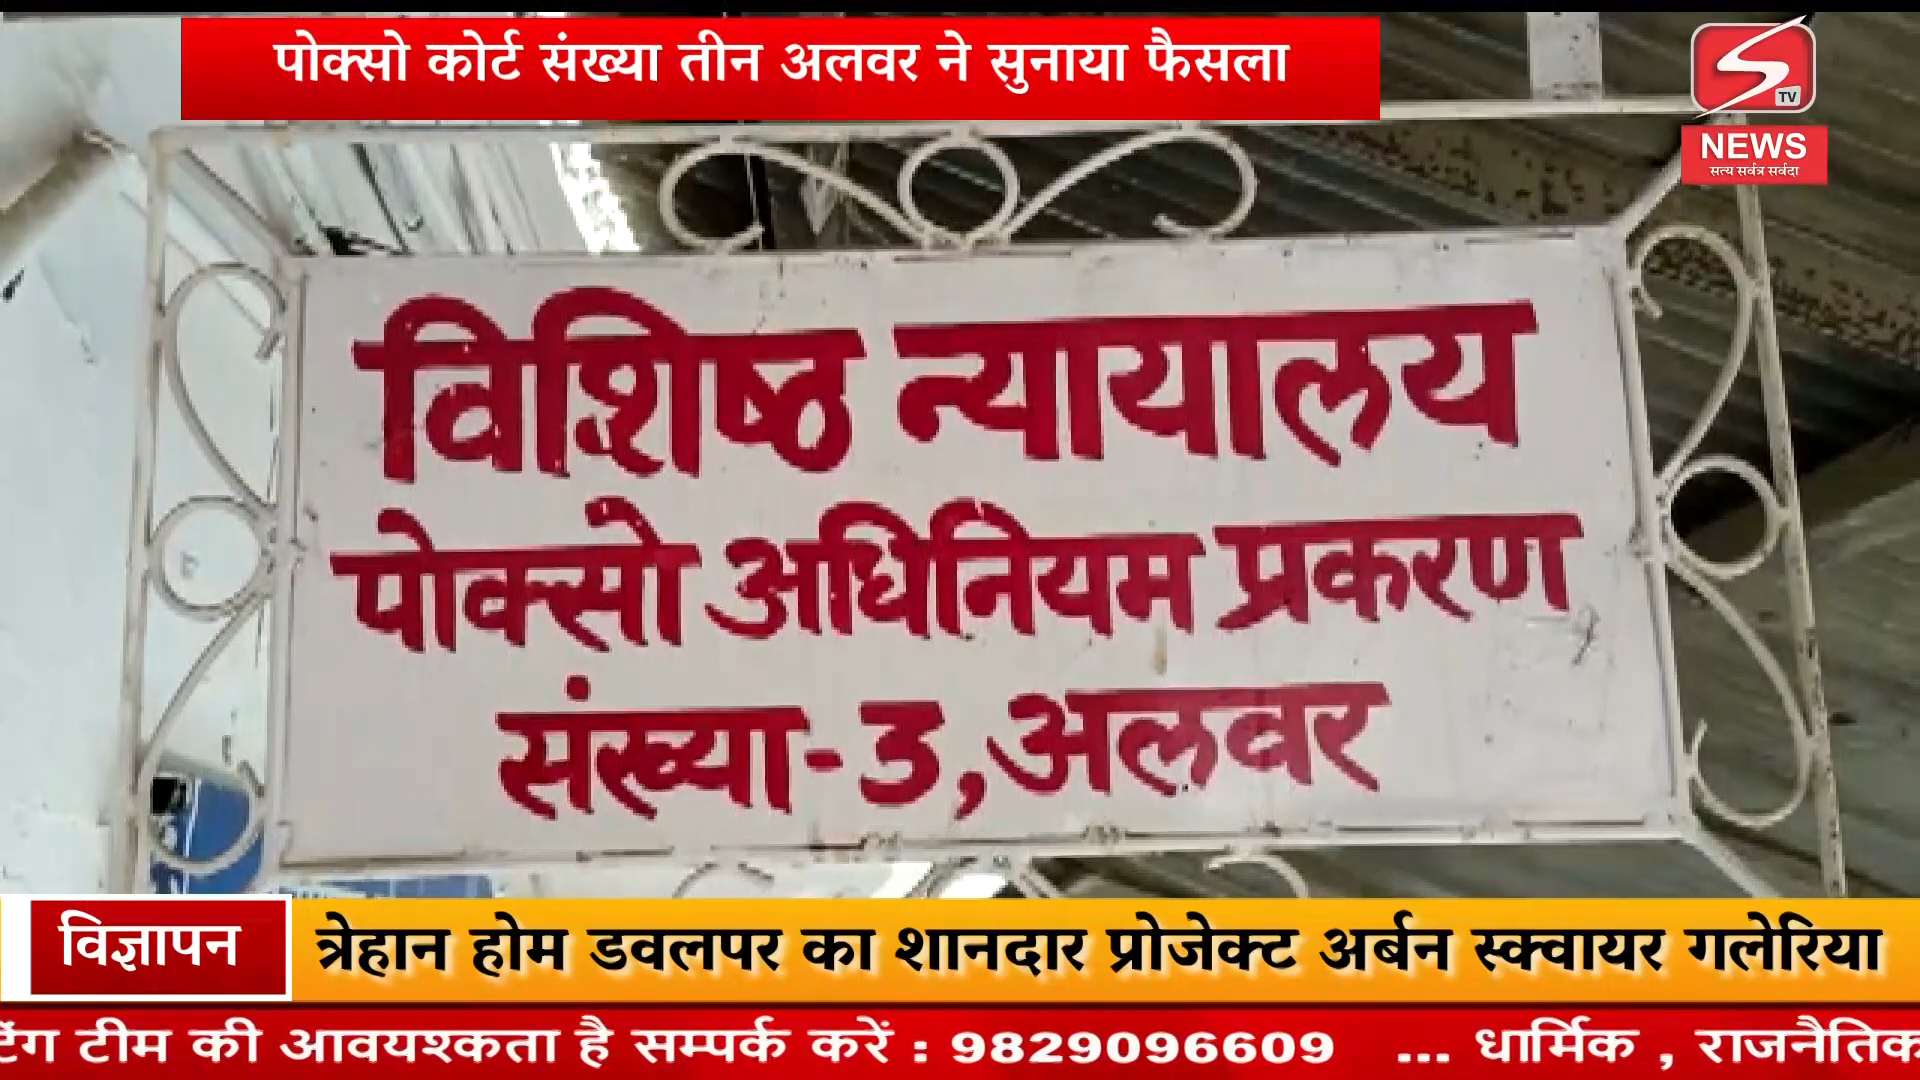 पोक्सो कोर्ट संख्या तीन अलवर ने सुनाया फैसला
S TV
NEWS
सत्य सर्वत्र सर्वदा
विशिष्ठ न्यायालय
पोक्सो अधिनियम प्रकरण
संख्या-3,अलवर
विज्ञापन
त्रेहान होम डवलपर का शानदार प्रोजेक्ट अर्बन स्क्वायर गलेरिया
टिंग टीम की आवयश्कता है सम्पर्क करें : 9829096609 ... धार्मिक , राजनैतिक